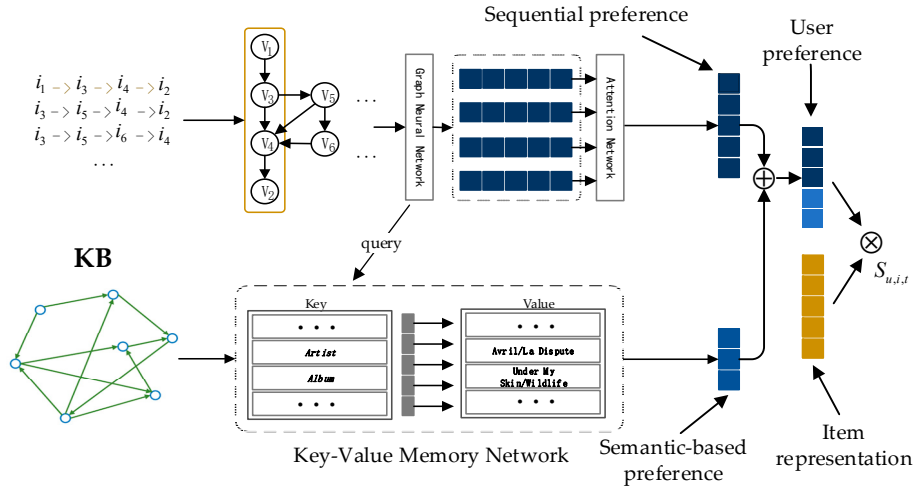 Sequential preference
User preference
i1 -> i3 -> i4 -> i2
i3 -> i5 -> i4 -> i2
i3 -> i5 -> i6 -> i4
...
V1
V3
V5
...
V4
V6
...
V2
Graph Neural Network
Attention Network
query
KB
Key
Value
...
...
Artist
Avril/La Dispute
Album
Under My
Skin/Wildlife
...
...
Key-Value Memory Network
Semantic-based
preference
Item
representation
Su,i,t